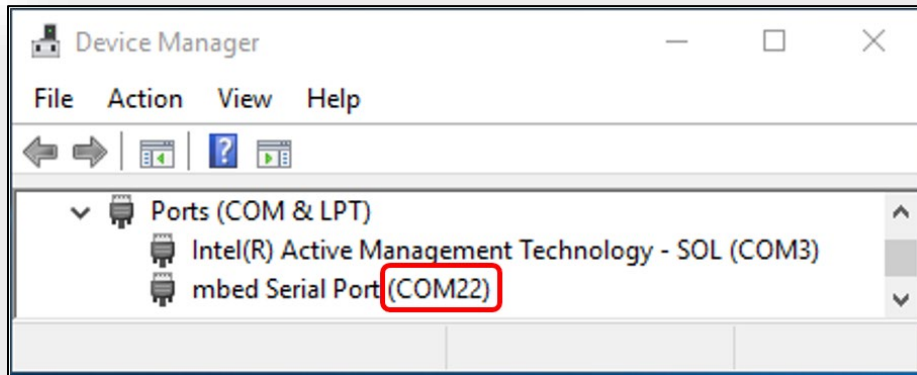 Device Manager
File Action View Help
?
Ports (COM & LPT)
Intel(R) Active Management Technology - SOL (COM3)
mbed Serial Port (COM22)